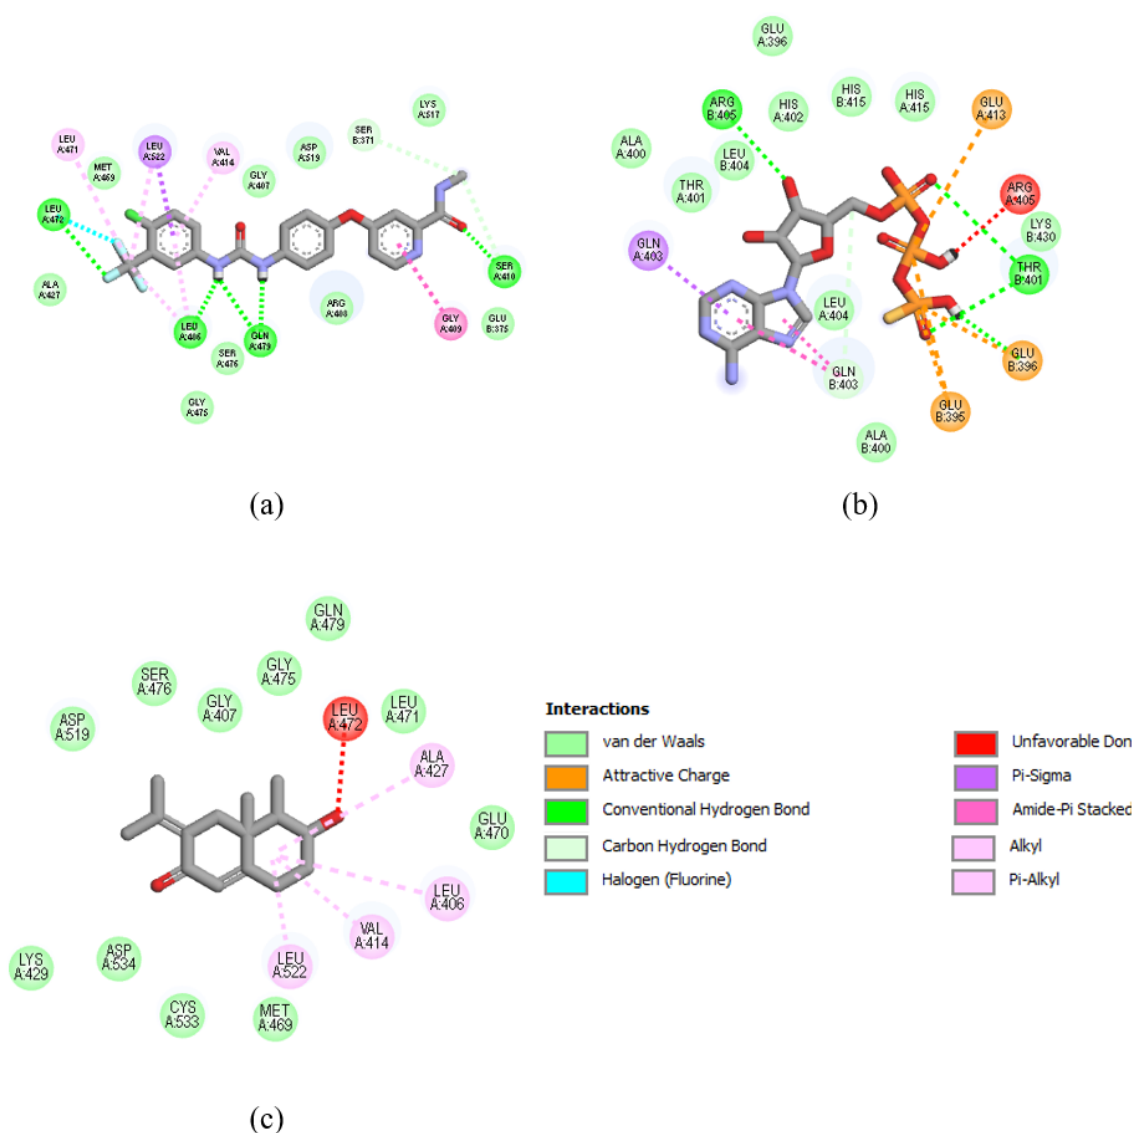 LYS
A:517
SER
B:371
LEU
A:471
LEU
A:522
VAL
A:414
ASP
A:519
MET
A:469
GLY
A:407
LEU
A:472
SER
A:410
ALA
A:427
ARG
GLU
B:375
LEU
GLN
A:479
GLY
A:409
SER
A:476
GLY
A:475
(a)
GLU
A:396
ARG
B:405
HIS
A:402
HIS
B:415
HIS
A:415
GLU
A:413
ALA
A:400
LEU
B:404
THR
A:401
ARG
A:405
LYS
B:430
GLN
A:403
THR
B:401
LEU
A:404
GLN
B:403
GLU
B:396
GLU
B:395
ALA
B:400
(b)
GLN
A:479
SER
A:476
GLY
A:475
GLY
A:407
LEU
A:472
LEU
A:471
ASP
A:519
ALA
A:427
GLU
A:470
LEU
A:406
VAL
A:414
LEU
A:522
LYS
A:429
ASP
A:534
CYS
A:533
MET
A:469
(c)
Interactions
van der Waals
Attractive Charge
Conventional Hydrogen Bond
Carbon Hydrogen Bond
Halogen (Fluorine)
Unfavorable Don
Pi-Sigma
Amide-Pi Stacked
Alkyl
Pi-Alkyl